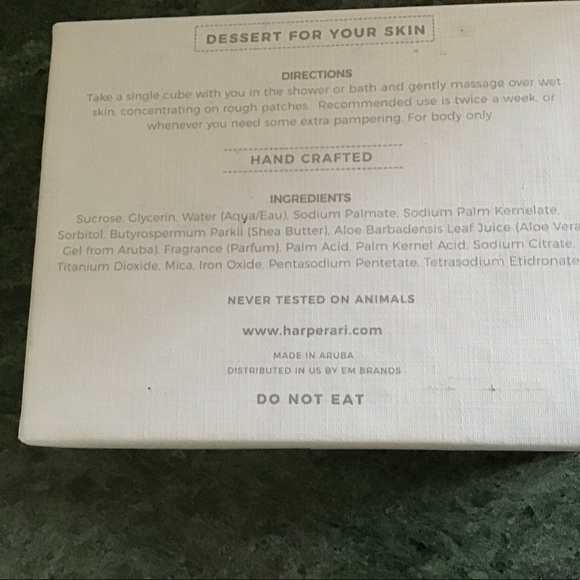 DESSERT FOR YOUR SKIN
DIRECTIONS
Take a single cube with you in the shower or bath and gently massage over wet
skin, concentrating on rough patches. Recommended use is twice a week, or
whenever you need some extra pampering. For body only.
HAND CRAFTED
INGREDIENTS
Sucrose, Glycerin, Water (Aqua/Eau), Sodium Palmate, Sodium Palm Kernelate,
Sorbitol, Butyrospermum Parkii (Shea Butter), Aloe Barbadensis Leaf Juice (Aloe Vera
Gel from Aruba), Fragrance (Parfum), Palm Acid, Palm Kernel Acid, Sodium Citrate,
Titanium Dioxide, Mica, Iron Oxide, Pentasodium Pentetate, Tetrasodium Etidronate
NEVER TESTED ON ANIMALS
www.harperari.com
MADE IN ARUBA
DISTRIBUTED IN US BY EM BRANDS
DO NOT EAT